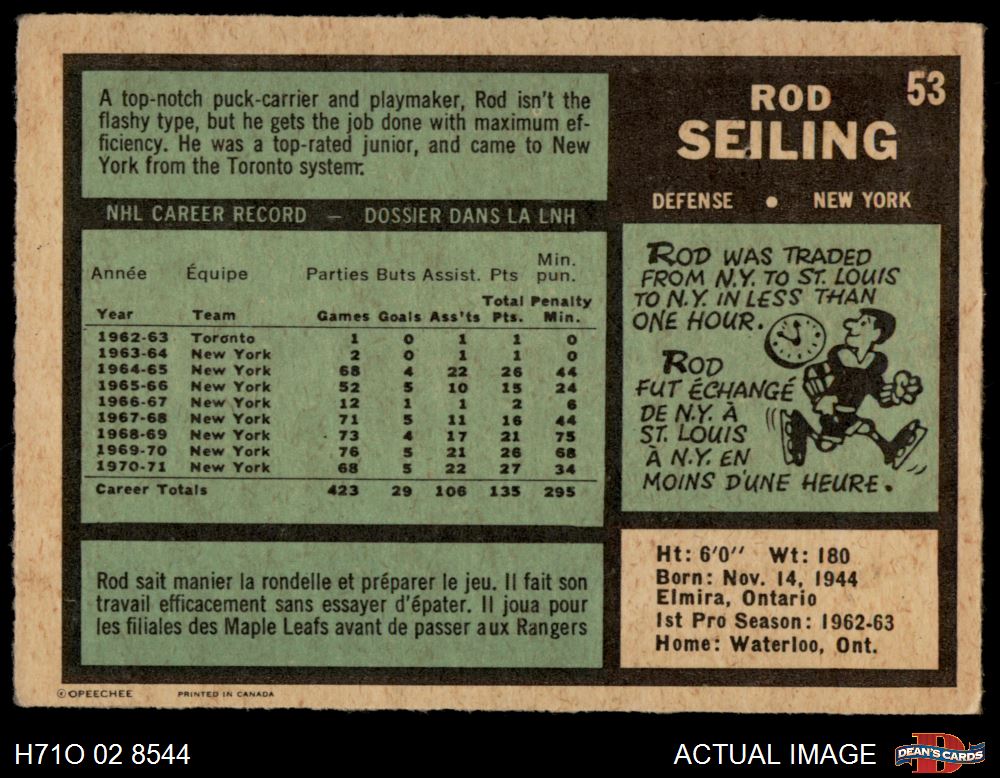 A top-notch puck-carrier and playmaker, Rod isn't the
flashy type, but he gets the job done with maximum ef-
ficiency. He was a top-rated junior, and came to New
York from the Toronto system.
NHL CAREER RECORD — DOSSIER DANS LA LNH
Année Équipe Parties Buts Assist. Pts Min. pun.
Year Team Games Goals Ass'ts Total Pts. Penalty Min.
1962-63 Toronto 1 0 1 1 0
1963-64 New York 2 0 1 1 0
1964-65 New York 68 4 22 26 44
1965-66 New York 52 5 10 15 24
1966-67 New York 12 1 1 2 6
1967-68 New York 71 5 11 16 44
1968-69 New York 73 4 17 21 75
1969-70 New York 76 5 21 26 68
1970-71 New York 68 5 22 27 34
Career Totals 423 29 106 135 295
Rod sait manier la rondelle et préparer le jeu. Il fait son
travail efficacement sans essayer d'épater. Il joua pour
les filiales des Maple Leafs avant de passer aux Rangers
53
ROD
SEILING
DEFENSE • NEW YORK
ROD WAS TRADED
FROM N.Y. TO ST. LOUIS
TO N.Y. IN LESS THAN
ONE HOUR.
ROD
FUT ÉCHANGÉ
DE N.Y. À
ST. LOUIS
À N.Y. EN
MOINS D'UNE HEURE.
Ht: 6'0" Wt: 180
Born: Nov. 14, 1944
Elmira, Ontario
1st Pro Season: 1962-63
Home: Waterloo, Ont.
© OPEECHEE PRINTED IN CANADA
H71O 02 8544
ACTUAL IMAGE
DEAN'S CARDS